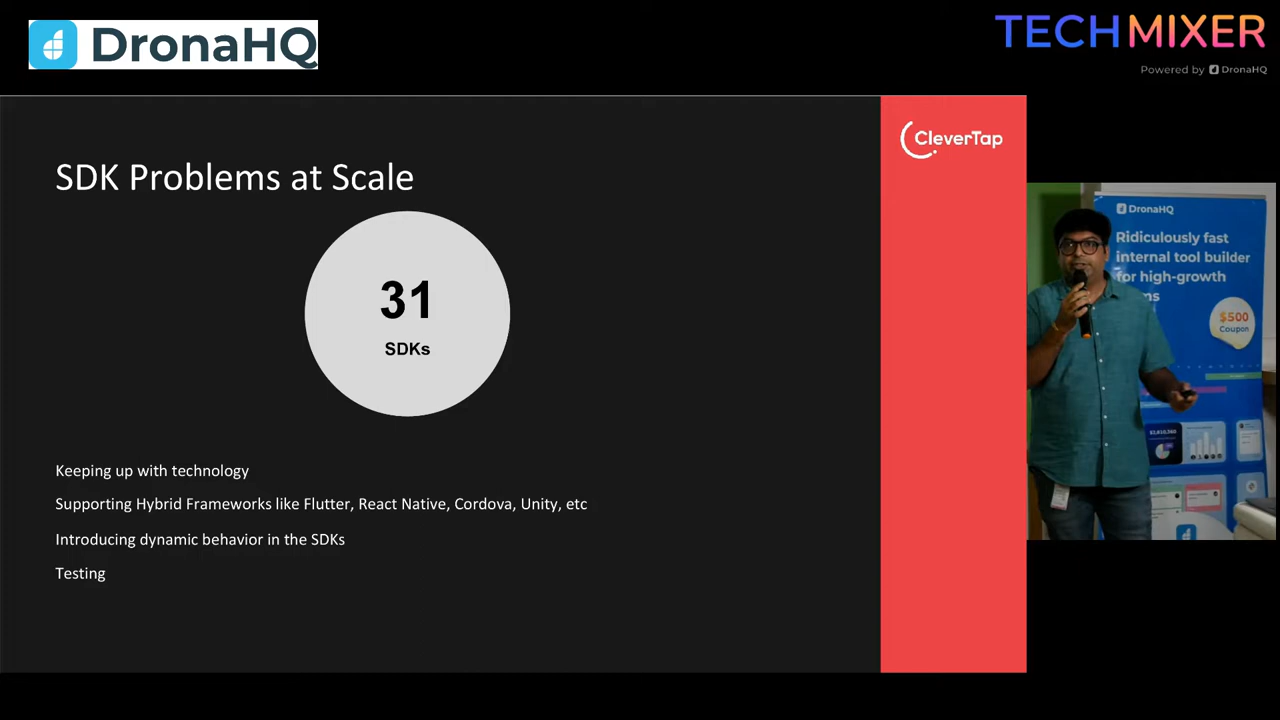 DronaHQ
TECHMIXER
Powered by DronaHQ
CleverTap
SDK Problems at Scale
31
SDKs
Keeping up with technology
Supporting Hybrid Frameworks like Flutter, React Native, Cordova, Unity, etc
Introducing dynamic behavior in the SDKs
Testing
DronaHQ
Ridiculously fast
internal tool builder
for high-growth
$500
Coupon